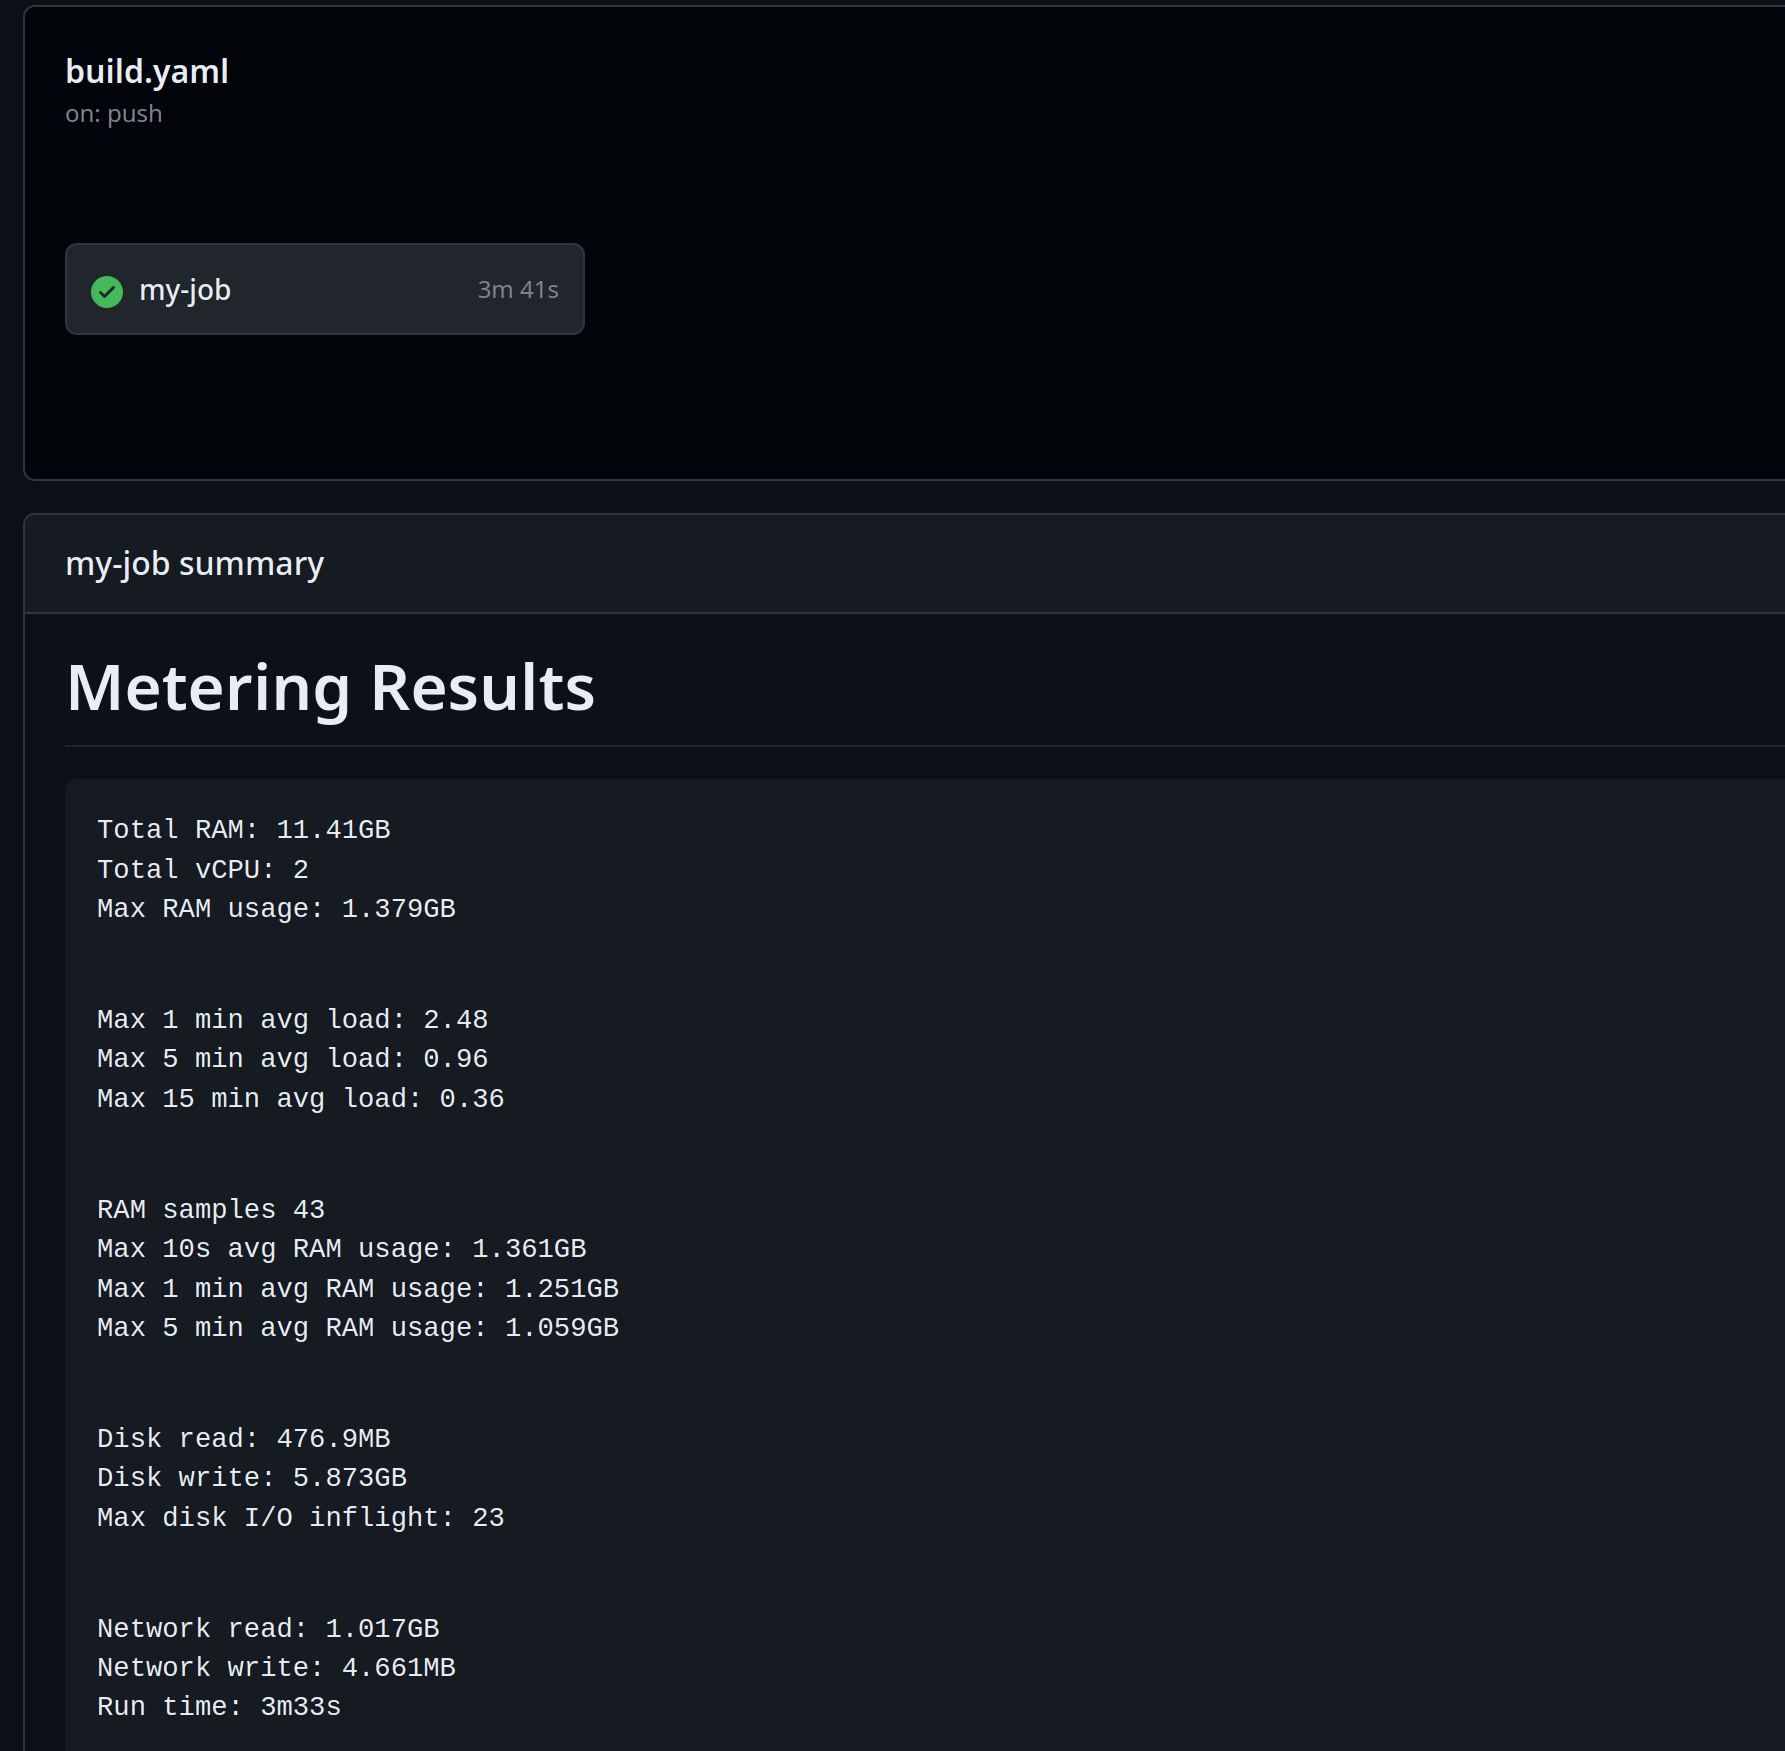 build.yaml
on: push
my-job 3m 41s
my-job summary
Metering Results
Total RAM: 11.41GB
Total vCPU: 2
Max RAM usage: 1.379GB
Max 1 min avg load: 2.48
Max 5 min avg load: 0.96
Max 15 min avg load: 0.36
RAM samples 43
Max 10s avg RAM usage: 1.361GB
Max 1 min avg RAM usage: 1.251GB
Max 5 min avg RAM usage: 1.059GB
Disk read: 476.9MB
Disk write: 5.873GB
Max disk I/O inflight: 23
Network read: 1.017GB
Network write: 4.661MB
Run time: 3m33s